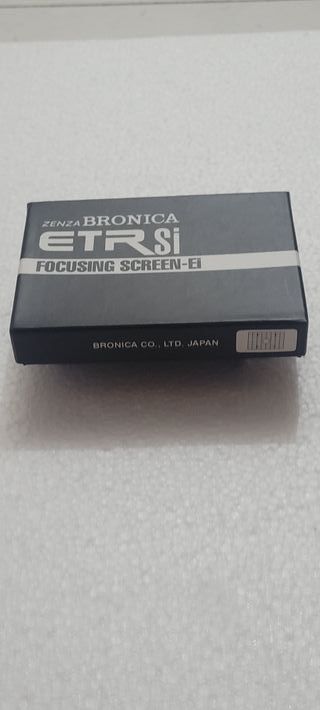 ZENZA BRONICA
ETRSi
FOCUSING SCREEN-Ei
BRONICA CO., LTD. JAPAN